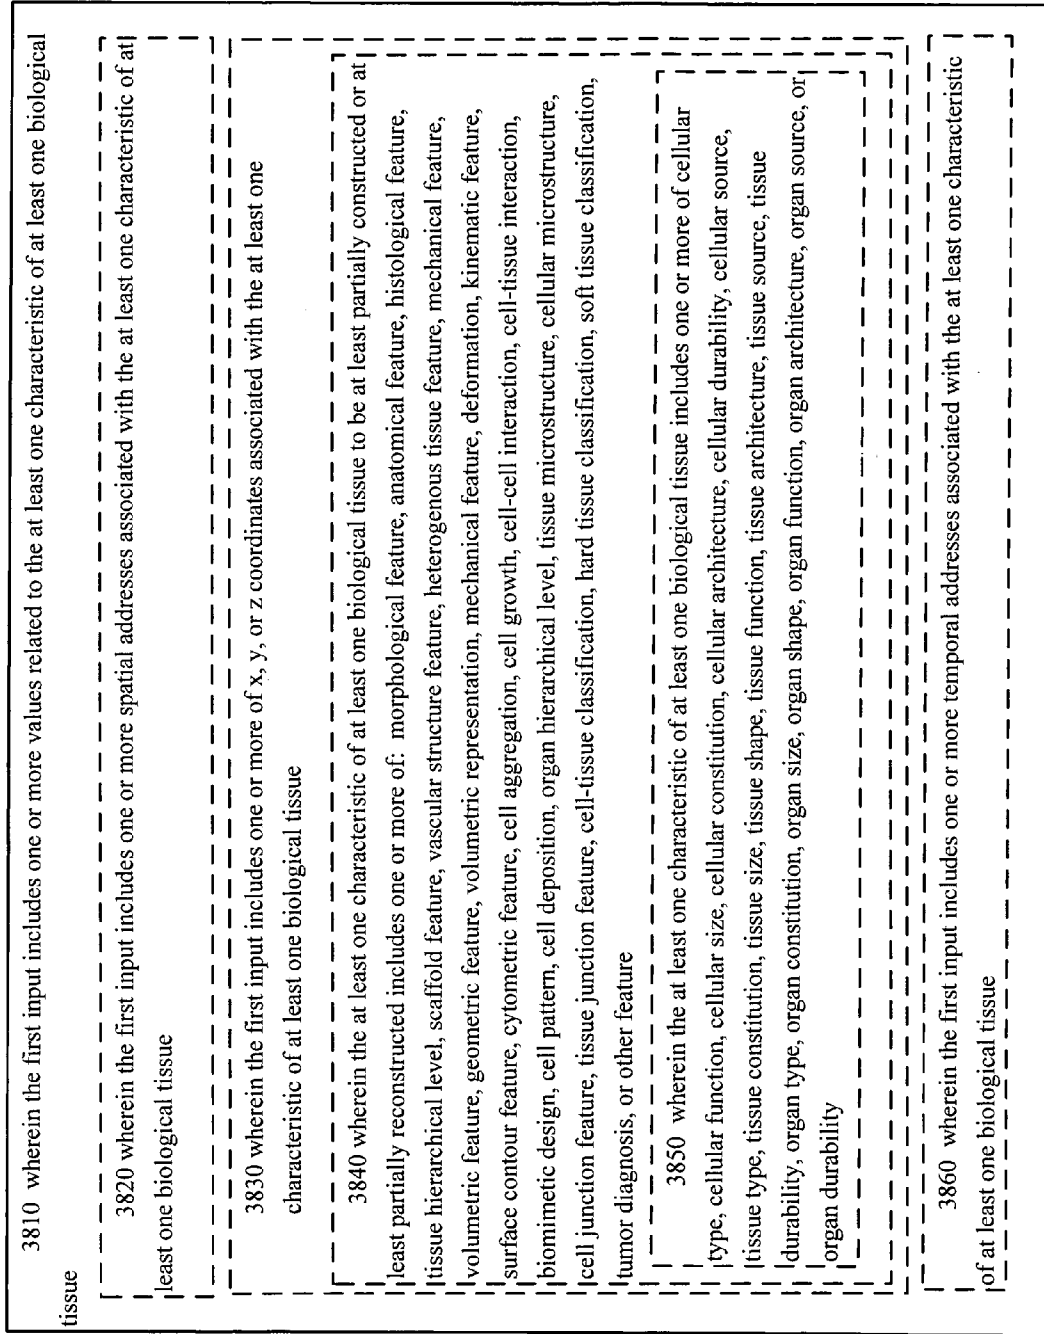 3810 wherein the first input includes one or more values related to the at least one characteristic of at least one biological
tissue
3820 wherein the first input includes one or more spatial addresses associated with the at least one characteristic of at
least one biological tissue
3830 wherein the first input includes one or more of x, y, or z coordinates associated with the at least one
characteristic of at least one biological tissue
3840 wherein the at least one characteristic of at least one biological tissue to be at least partially constructed or at
least partially reconstructed includes one or more of: morphological feature, anatomical feature, histological feature,
tissue hierarchical level, scaffold feature, vascular structure feature, heterogenous tissue feature, mechanical feature,
volumetric feature, geometric feature, volumetric representation, mechanical feature, deformation, kinematic feature,
surface contour feature, cytometric feature, cell aggregation, cell growth, cell-cell interaction, cell-tissue interaction,
biomimetic design, cell pattern, cell deposition, organ hierarchical level, tissue microstructure, cellular microstructure,
cell junction feature, tissue junction feature, cell-tissue classification, hard tissue classification, soft tissue classification,
tumor diagnosis, or other feature
3850 wherein the at least one characteristic of at least one biological tissue includes one or more of cellular
type, cellular function, cellular size, cellular constitution, cellular architecture, cellular durability, cellular source,
tissue type, tissue constitution, tissue size, tissue shape, tissue function, tissue architecture, tissue source, tissue
durability, organ type, organ constitution, organ size, organ shape, organ function, organ architecture, organ source, or
organ durability
3860 wherein the first input includes one or more temporal addresses associated with the at least one characteristic
of at least one biological tissue